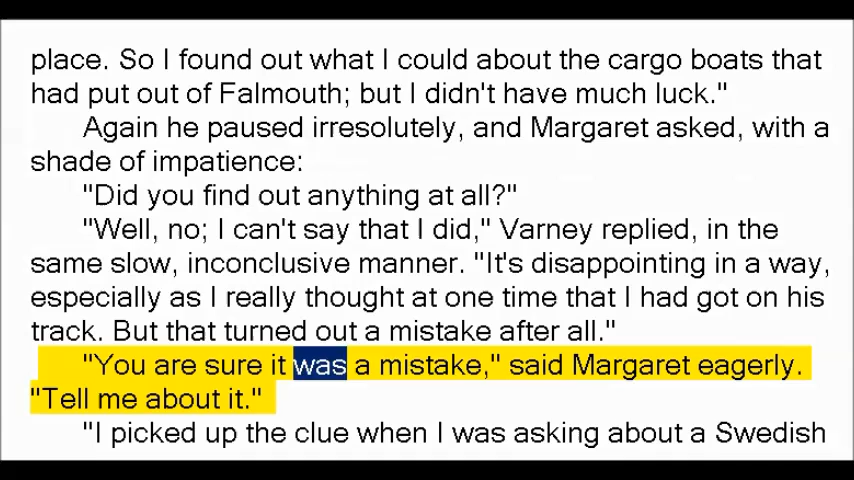 place. So I found out what I could about the cargo boats that
had put out of Falmouth; but I didn't have much luck."
Again he paused irresolutely, and Margaret asked, with a
shade of impatience:
"Did you find out anything at all?"
"Well, no; I can't say that I did," Varney replied, in the
same slow, inconclusive manner. "It's disappointing in a way,
especially as I really thought at one time that I had got on his
track. But that turned out a mistake after all."
"You are sure it was a mistake," said Margaret eagerly.
"Tell me about it."
"I picked up the clue when I was asking about a Swedish